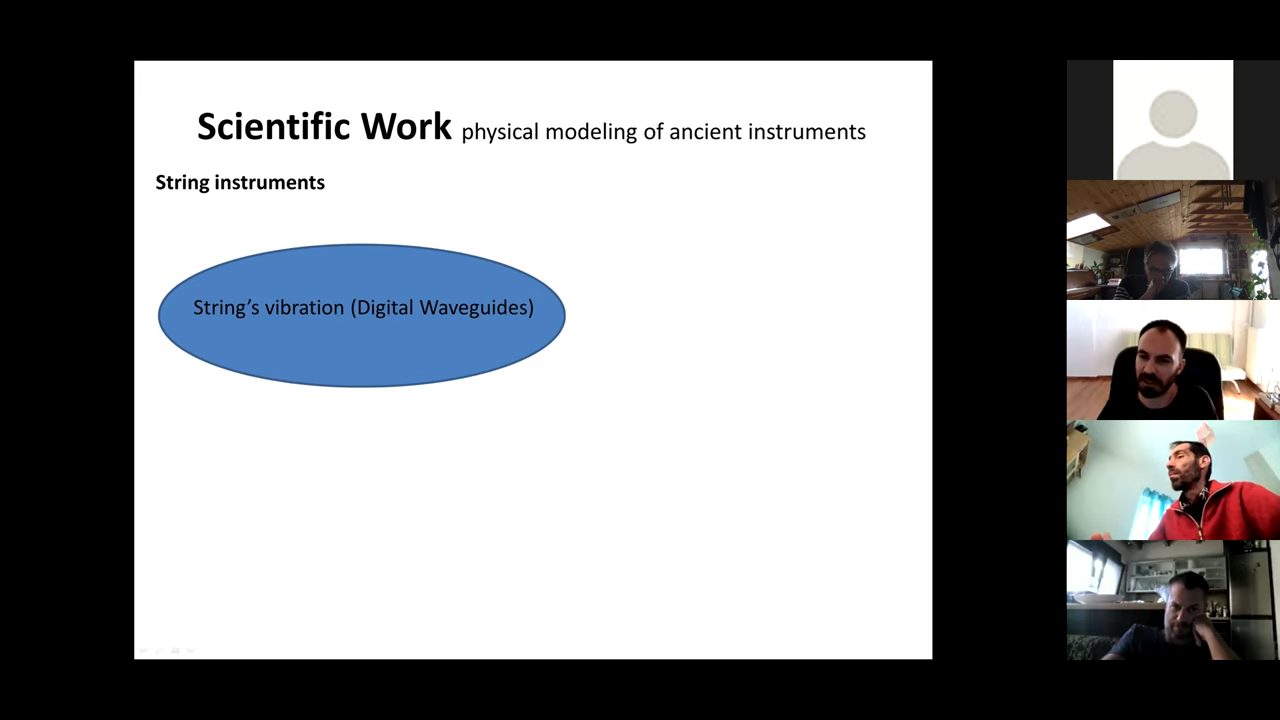 Scientific Work physical modeling of ancient instruments
String instruments
String’s vibration (Digital Waveguides)